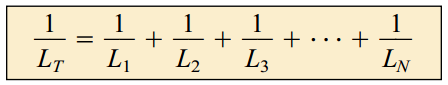 1/L_T = 1/L_1 + 1/L_2 + 1/L_3 + · · · + 1/L_N